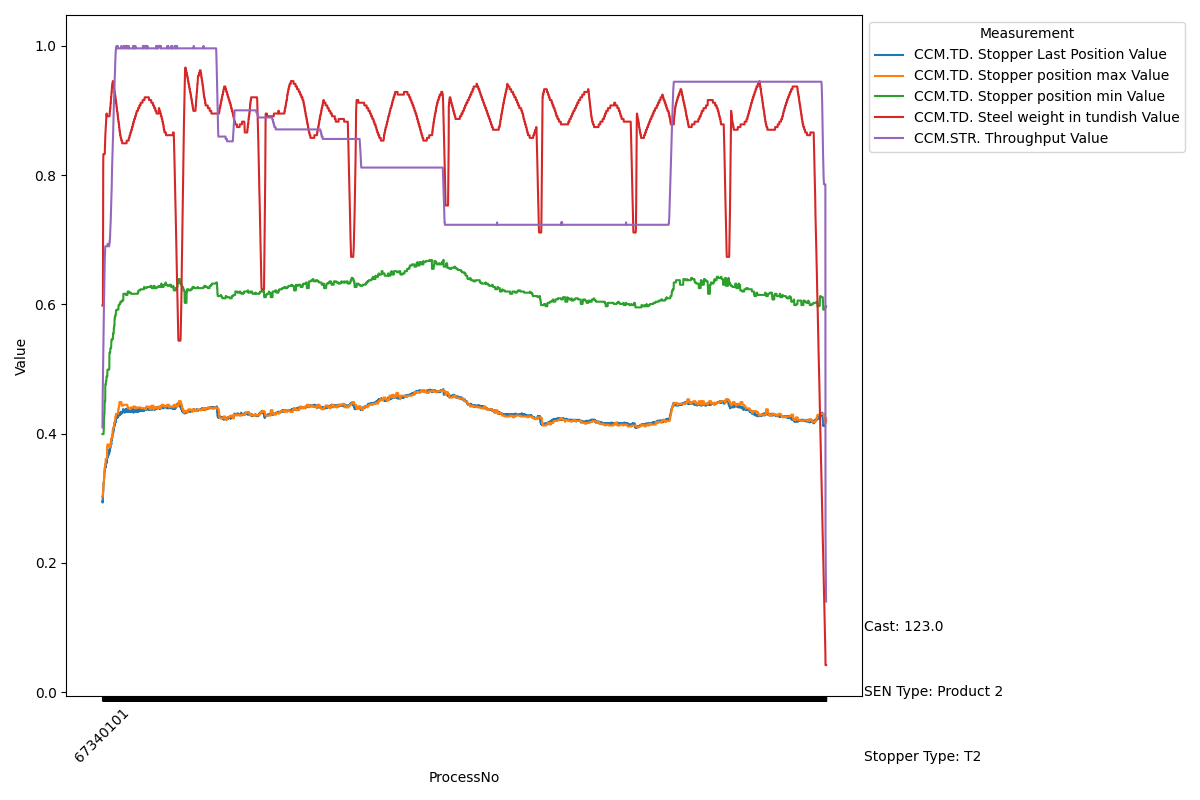 Measurement
CCM.TD. Stopper Last Position Value
CCM.TD. Stopper position max Value
CCM.TD. Stopper position min Value
CCM.TD. Steel weight in tundish Value
CCM.STR. Throughput Value
1.0
0.8
0.6
0.4
0.2
0.0
Value
67340101
ProcessNo
Cast: 123.0
SEN Type: Product 2
Stopper Type: T2